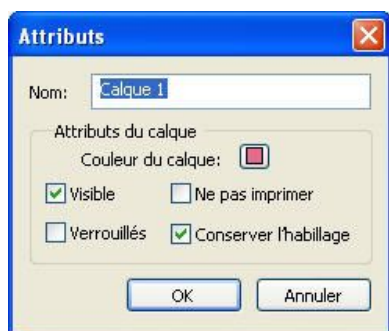 Attributs
Nom: Calque 1
Attributs du calque
Couleur du calque:
Visible Ne pas imprimer
Verrouillés Conserver l'habillage
OK Annuler